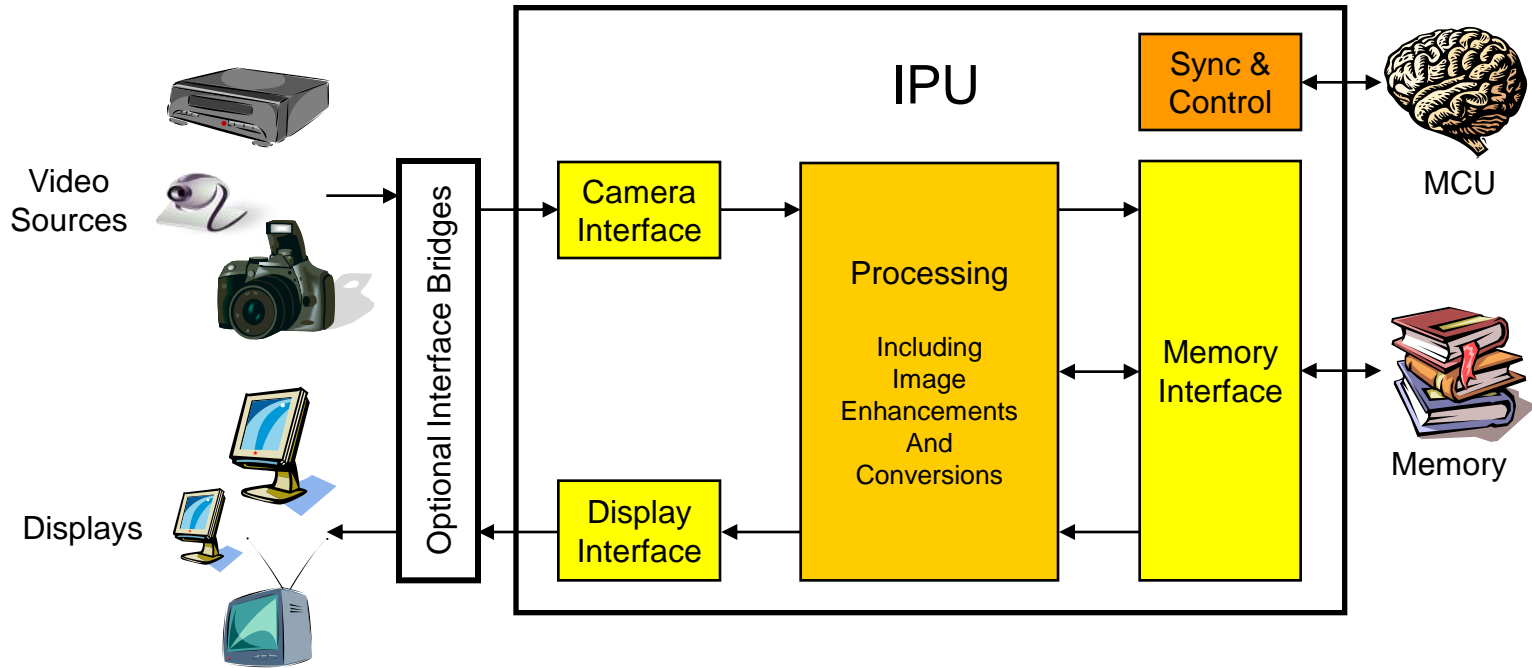 IPU
Sync &
Control
MCU
Video
Sources
Optional Interface Bridges
Camera
Interface
Processing
Including
Image
Enhancements
And
Conversions
Memory
Interface
Memory
Displays
Display
Interface